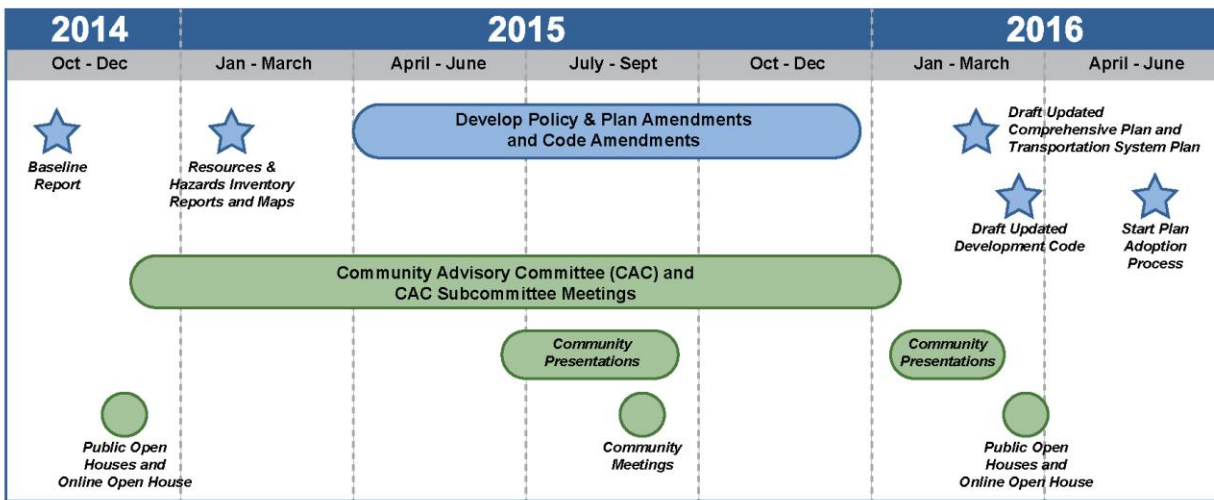 2014
2015
2016
Oct - Dec
Jan - March
April - June
July - Sept
Oct - Dec
Jan - March
April - June
Baseline
Report
Resources &
Hazards Inventory
Reports and Maps
Develop Policy & Plan Amendments
and Code Amendments
Draft Updated
Comprehensive Plan and
Transportation System Plan
Draft Updated
Development Code
Start Plan
Adoption
Process
Community Advisory Committee (CAC) and
CAC Subcommittee Meetings
Community
Presentations
Community
Presentations
Public Open
Houses and
Online Open House
Community
Meetings
Public Open
Houses and
Online Open House